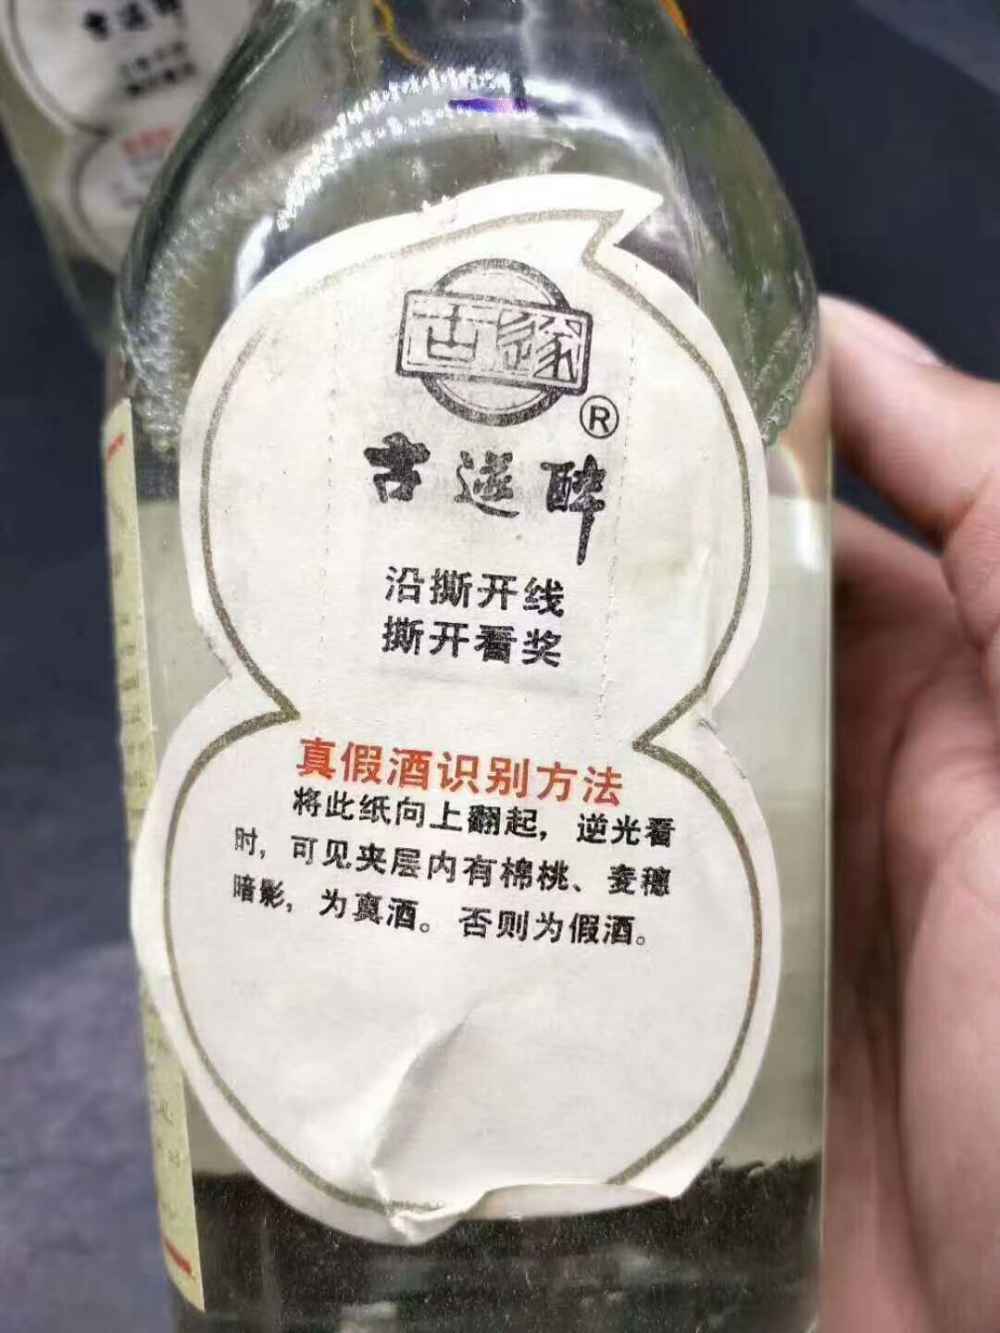 古缘
®
吉送醉
沿撕开线
撕开看奖
真假酒识别方法
将此纸向上翻起，逆光看
时，可见夹层内有棉桃、麦穗
暗影，为真酒。否则为假酒。